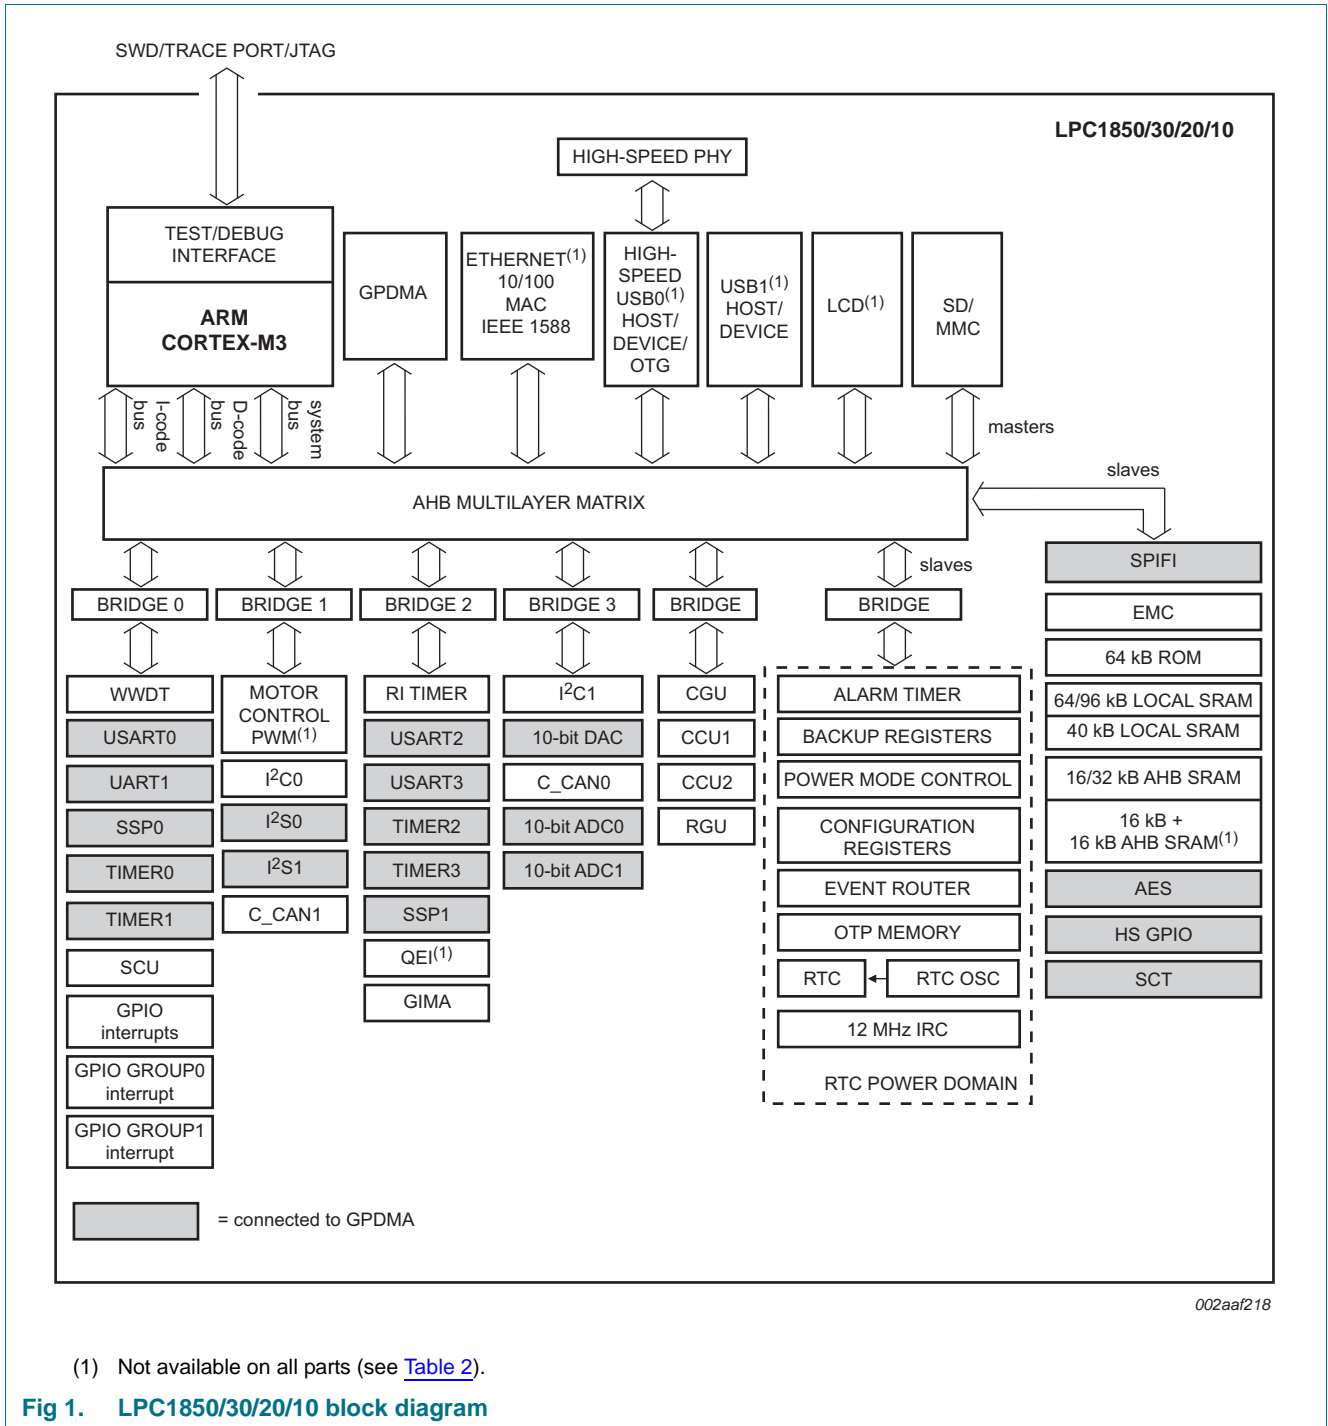 SWD/TRACE PORT/JTAG
LPC1850/30/20/10
HIGH-SPEED PHY
TEST/DEBUG
INTERFACE
ARM
CORTEX-M3
GPDMA
ETHERNET(1)
10/100
MAC
IEEE 1588
HIGH-
SPEED
USB0(1)
HOST/
DEVICE/
OTG
USB1(1)
HOST/
DEVICE
LCD(1)
SD/
MMC
I-code
bus
D-code
bus
system
bus
masters
slaves
AHB MULTILAYER MATRIX
slaves
BRIDGE 0
BRIDGE 1
BRIDGE 2
BRIDGE 3
BRIDGE
BRIDGE
WWDT
USART0
UART1
SSP0
TIMER0
TIMER1
SCU
GPIO
interrupts
GPIO GROUP0
interrupt
GPIO GROUP1
interrupt
MOTOR
CONTROL
PWM(1)
I2C0
I2S0
I2S1
C_CAN1
RI TIMER
USART2
USART3
TIMER2
TIMER3
SSP1
QEI(1)
GIMA
I2C1
10-bit DAC
C_CAN0
10-bit ADC0
10-bit ADC1
CGU
CCU1
CCU2
RGU
ALARM TIMER
BACKUP REGISTERS
POWER MODE CONTROL
CONFIGURATION
REGISTERS
EVENT ROUTER
OTP MEMORY
RTC
RTC OSC
12 MHz IRC
RTC POWER DOMAIN
SPIFI
EMC
64 kB ROM
64/96 kB LOCAL SRAM
40 kB LOCAL SRAM
16/32 kB AHB SRAM
16 kB +
16 kB AHB SRAM(1)
AES
HS GPIO
SCT
= connected to GPDMA
002aaf218
(1) Not available on all parts (see Table 2).
Fig 1. LPC1850/30/20/10 block diagram